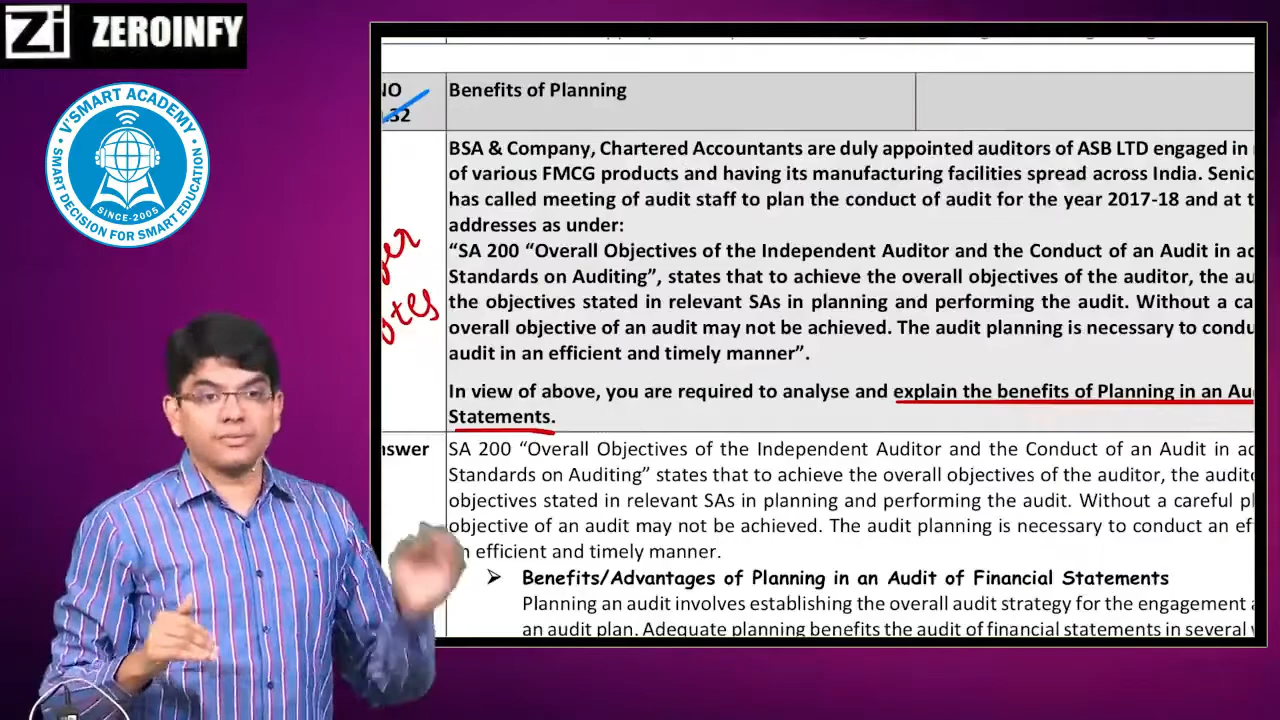 Zi ZEROINFY
V'SMART ACADEMY
SMART DECISION FOR SMART EDUCATION
SINCE-2005
NO
32
Benefits of Planning
BSA & Company, Chartered Accountants are duly appointed auditors of ASB LTD engaged in
of various FMCG products and having its manufacturing facilities spread across India. Senio
has called meeting of audit staff to plan the conduct of audit for the year 2017-18 and at t
addresses as under:
“SA 200 “Overall Objectives of the Independent Auditor and the Conduct of an Audit in ac
Standards on Auditing”, states that to achieve the overall objectives of the auditor, the au
the objectives stated in relevant SAs in planning and performing the audit. Without a ca
overall objective of an audit may not be achieved. The audit planning is necessary to condu
audit in an efficient and timely manner”.
In view of above, you are required to analyse and explain the benefits of Planning in an Au
Statements.
nswer
SA 200 “Overall Objectives of the Independent Auditor and the Conduct of an Audit in ac
Standards on Auditing” states that to achieve the overall objectives of the auditor, the audito
objectives stated in relevant SAs in planning and performing the audit. Without a careful pl
objective of an audit may not be achieved. The audit planning is necessary to conduct an ef
n efficient and timely manner.
➢ Benefits/Advantages of Planning in an Audit of Financial Statements
Planning an audit involves establishing the overall audit strategy for the engagement a
an audit plan. Adequate planning benefits the audit of financial statements in several